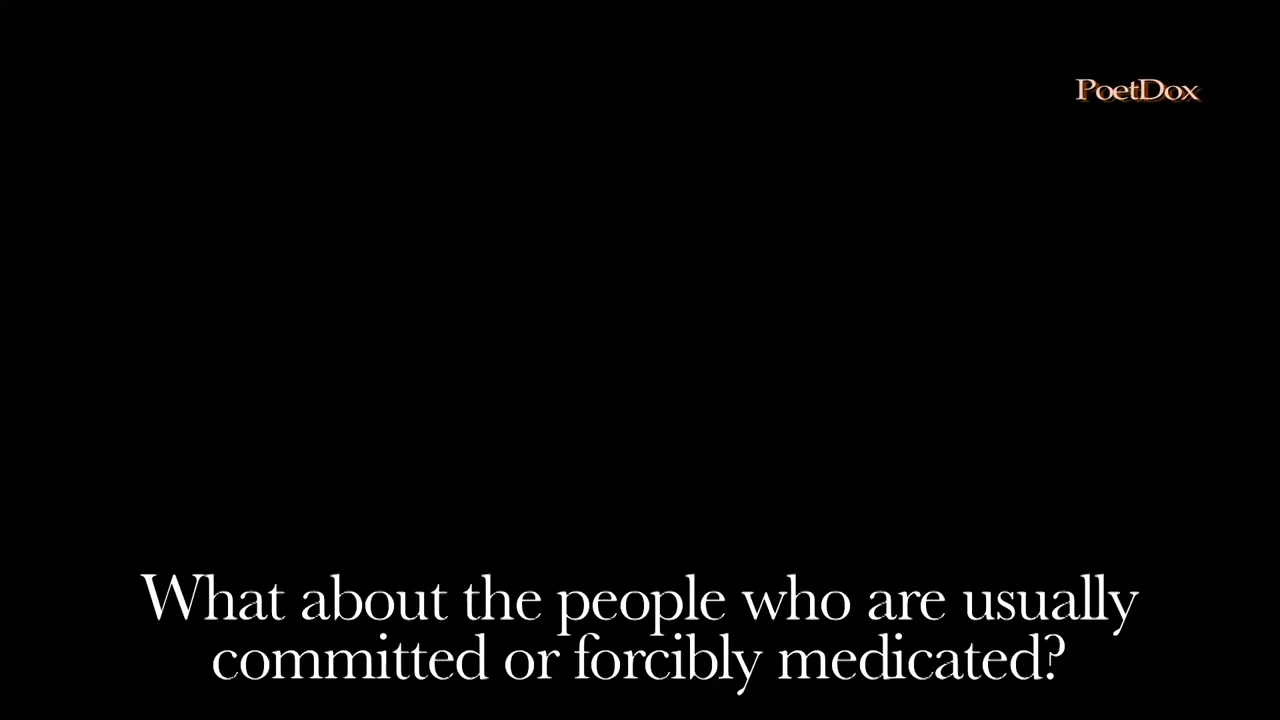 PoetDox
What about the people who are usually
committed or forcibly medicated?